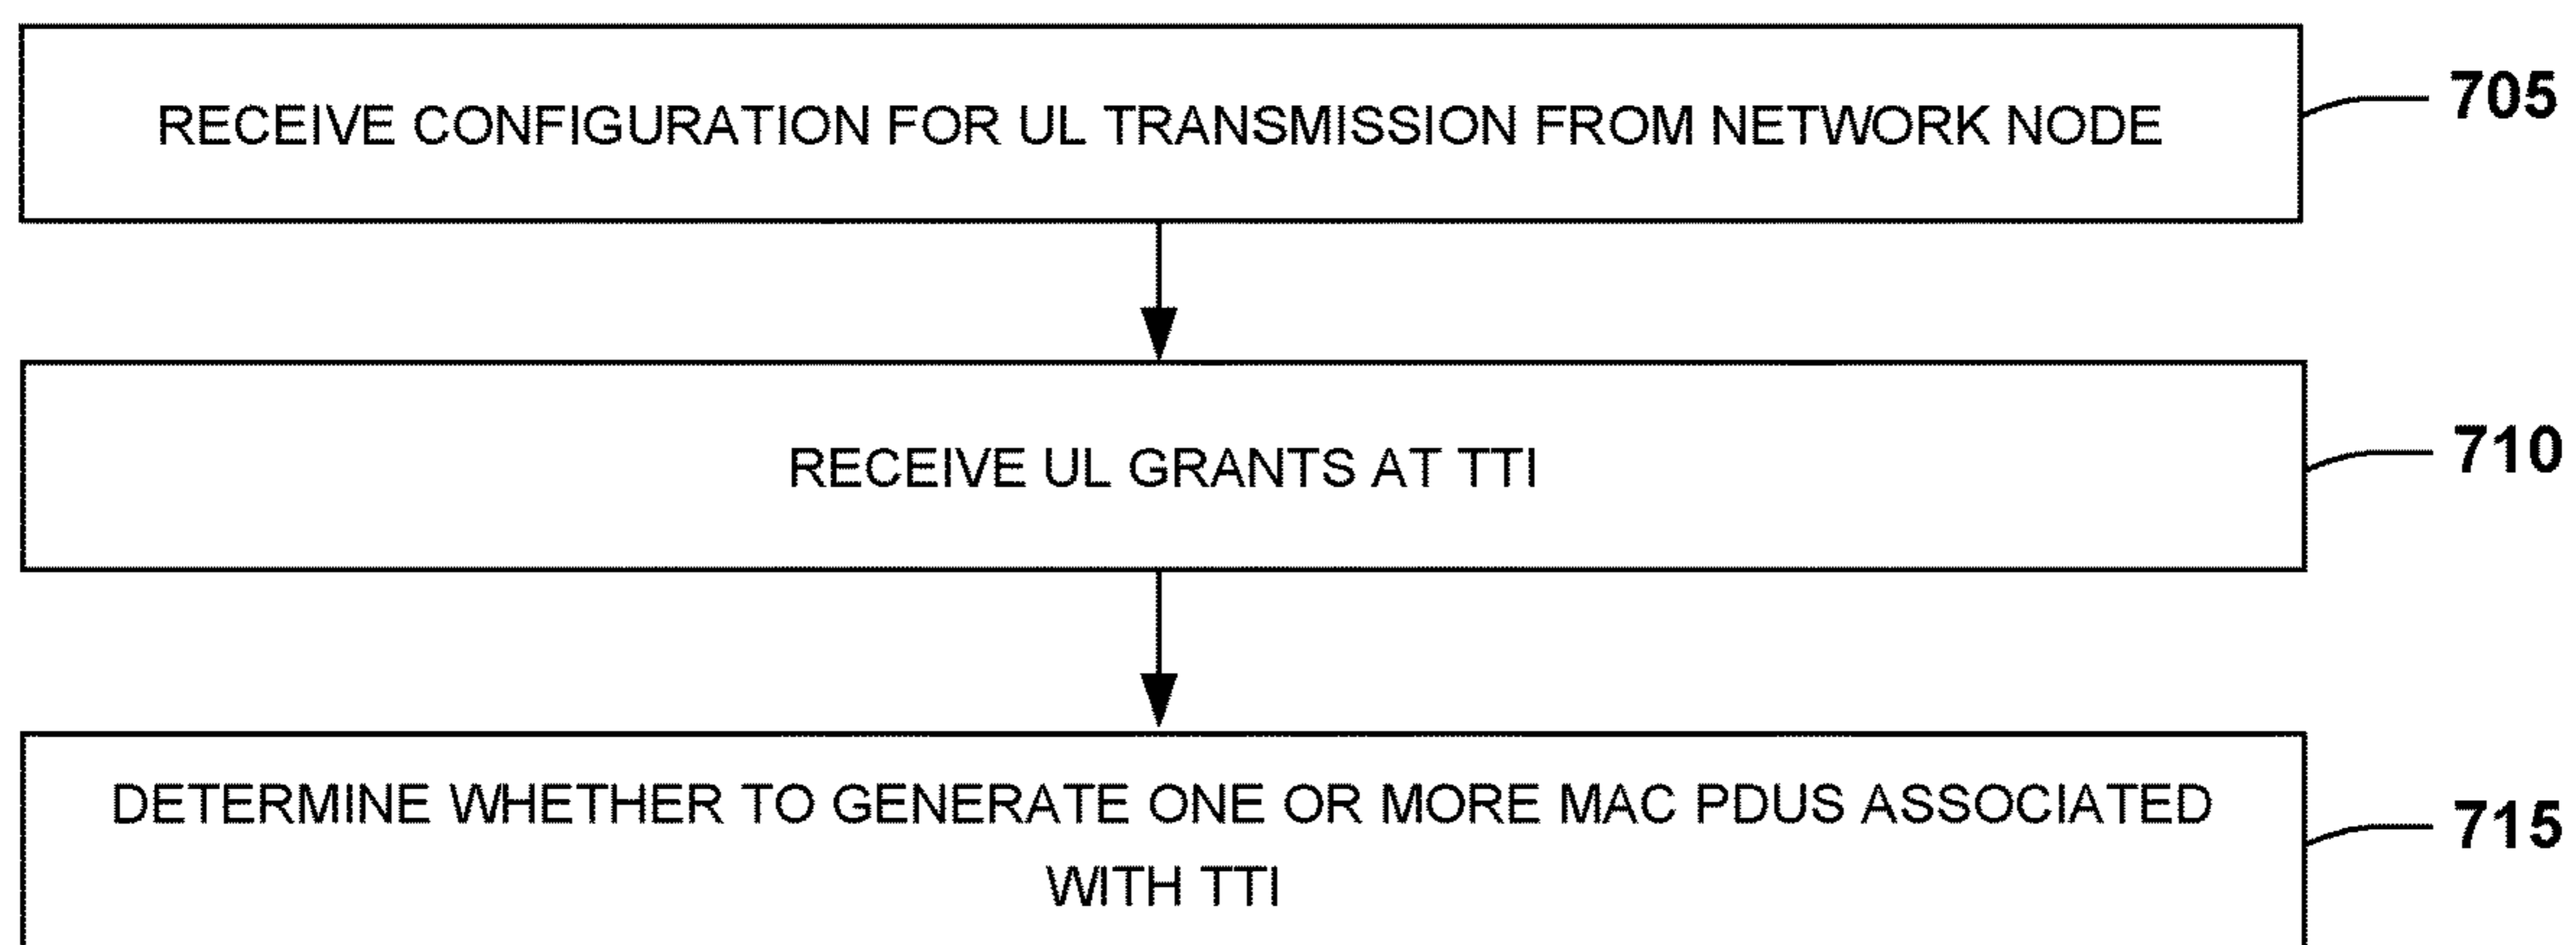 RECEIVE CONFIGURATION FOR UL TRANSMISSION FROM NETWORK NODE
705
RECEIVE UL GRANTS AT TTI
710
DETERMINE WHETHER TO GENERATE ONE OR MORE MAC PDUS ASSOCIATED
WITH TTI
715